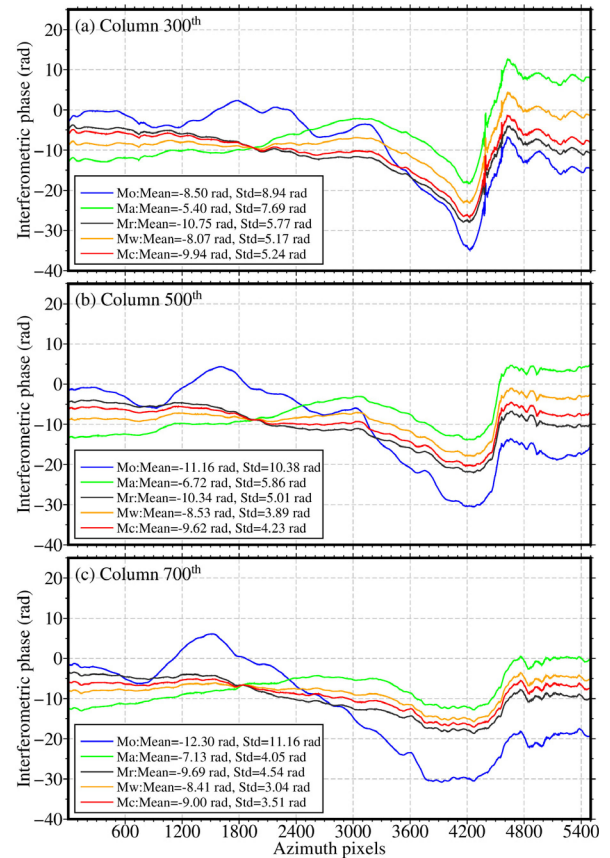 (a) Column 300th
20
10
0
−10
−20
−30
−40
Interferometric phase (rad)
Mo:Mean=-8.50 rad, Std=8.94 rad
Ma:Mean=-5.40 rad, Std=7.69 rad
Mr:Mean=-10.75 rad, Std=5.77 rad
Mw:Mean=-8.07 rad, Std=5.17 rad
Mc:Mean=-9.94 rad, Std=5.24 rad
(b) Column 500th
20
10
0
−10
−20
−30
−40
Interferometric phase (rad)
Mo:Mean=-11.16 rad, Std=10.38 rad
Ma:Mean=-6.72 rad, Std=5.86 rad
Mr:Mean=-10.34 rad, Std=5.01 rad
Mw:Mean=-8.53 rad, Std=3.89 rad
Mc:Mean=-9.62 rad, Std=4.23 rad
(c) Column 700th
20
10
0
−10
−20
−30
−40
Interferometric phase (rad)
Mo:Mean=-12.30 rad, Std=11.16 rad
Ma:Mean=-7.13 rad, Std=4.05 rad
Mr:Mean=-9.69 rad, Std=4.54 rad
Mw:Mean=-8.41 rad, Std=3.04 rad
Mc:Mean=-9.00 rad, Std=3.51 rad
600 1200 1800 2400 3000 3600 4200 4800 5400
Azimuth pixels